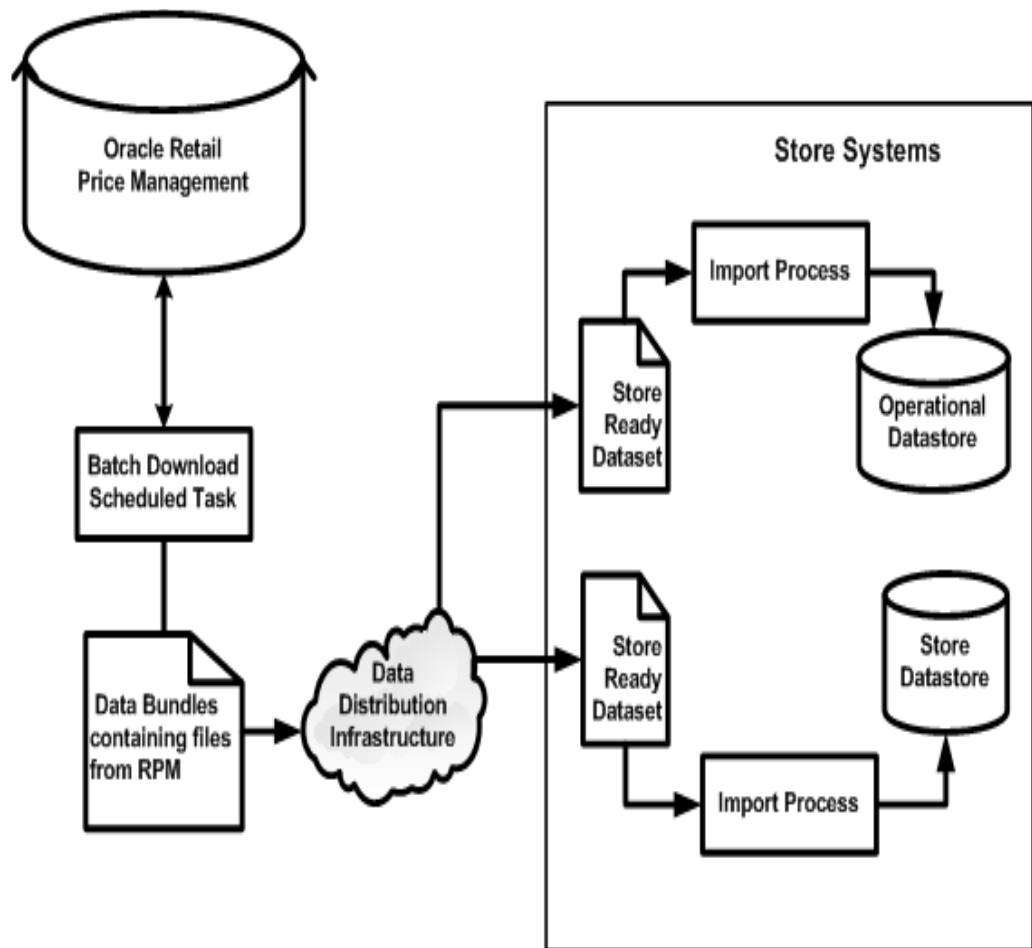 Oracle Retail
Price Management
Batch Download
Scheduled Task
Data Bundles
containing files
from RPM
Data
Distribution
Infrastructure
Store Systems
Store
Ready
Dataset
Import Process
Operational
Datastore
Store
Ready
Dataset
Import Process
Store
Datastore